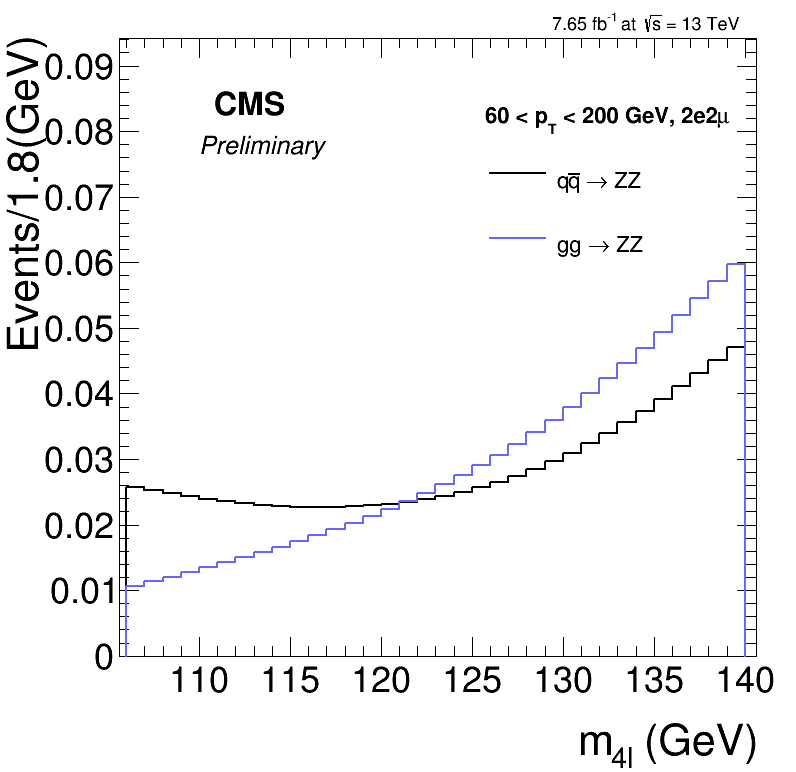 7.65 fb⁻¹ at √s = 13 TeV
CMS
Preliminary
60 < p_T < 200 GeV, 2e2μ
qq̅ → ZZ
gg → ZZ
Events/1.8(GeV)
0.09
0.08
0.07
0.06
0.05
0.04
0.03
0.02
0.01
0
110 115 120 125 130 135 140
m_4l (GeV)